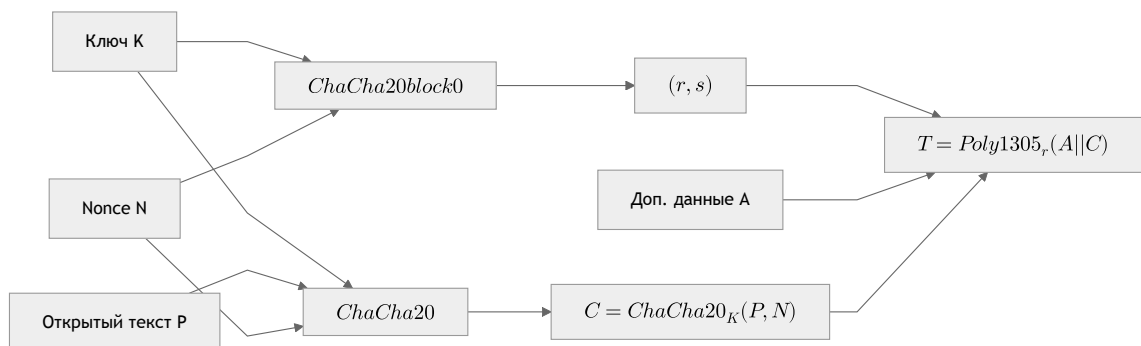 Ключ K
ChaCha20block0
(r, s)
T = Poly1305_r(A||C)
Nonce N
Доп. данные A
Открытый текст P
ChaCha20
C = ChaCha20_K(P, N)